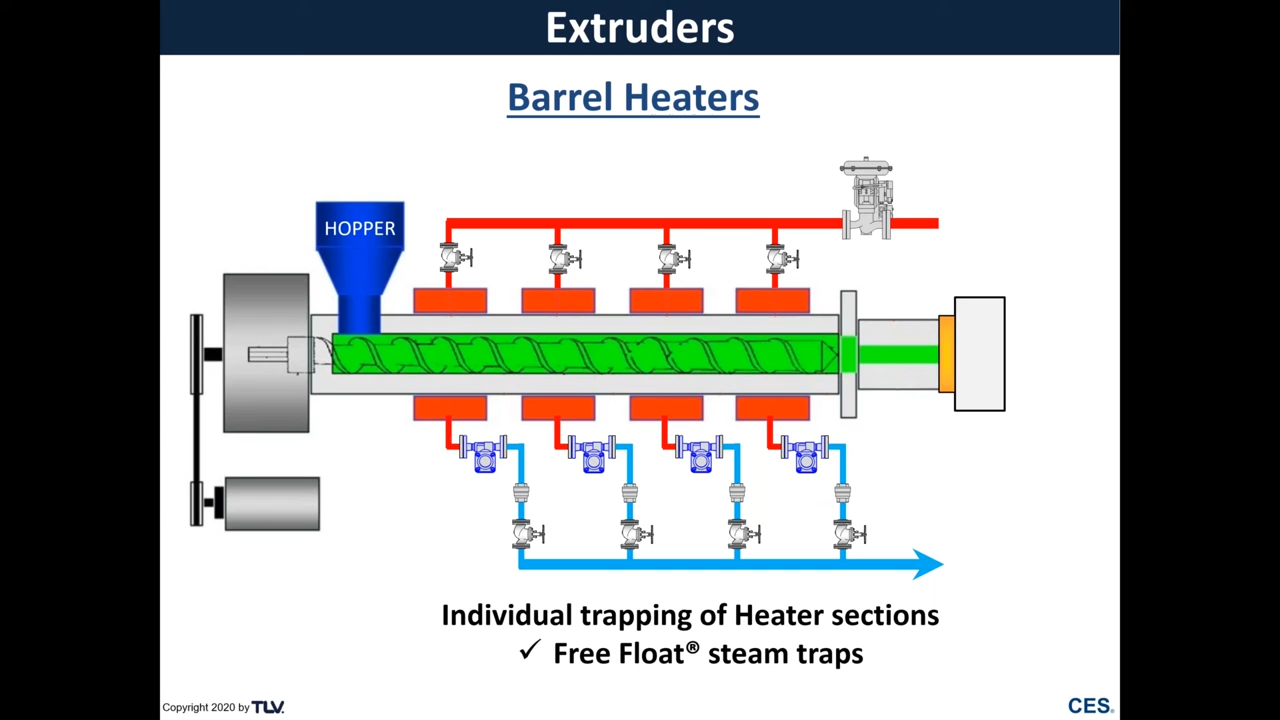 Extruders
Barrel Heaters
HOPPER
Individual trapping of Heater sections
✓ Free Float® steam traps
Copyright 2020 by TLV.
CES®